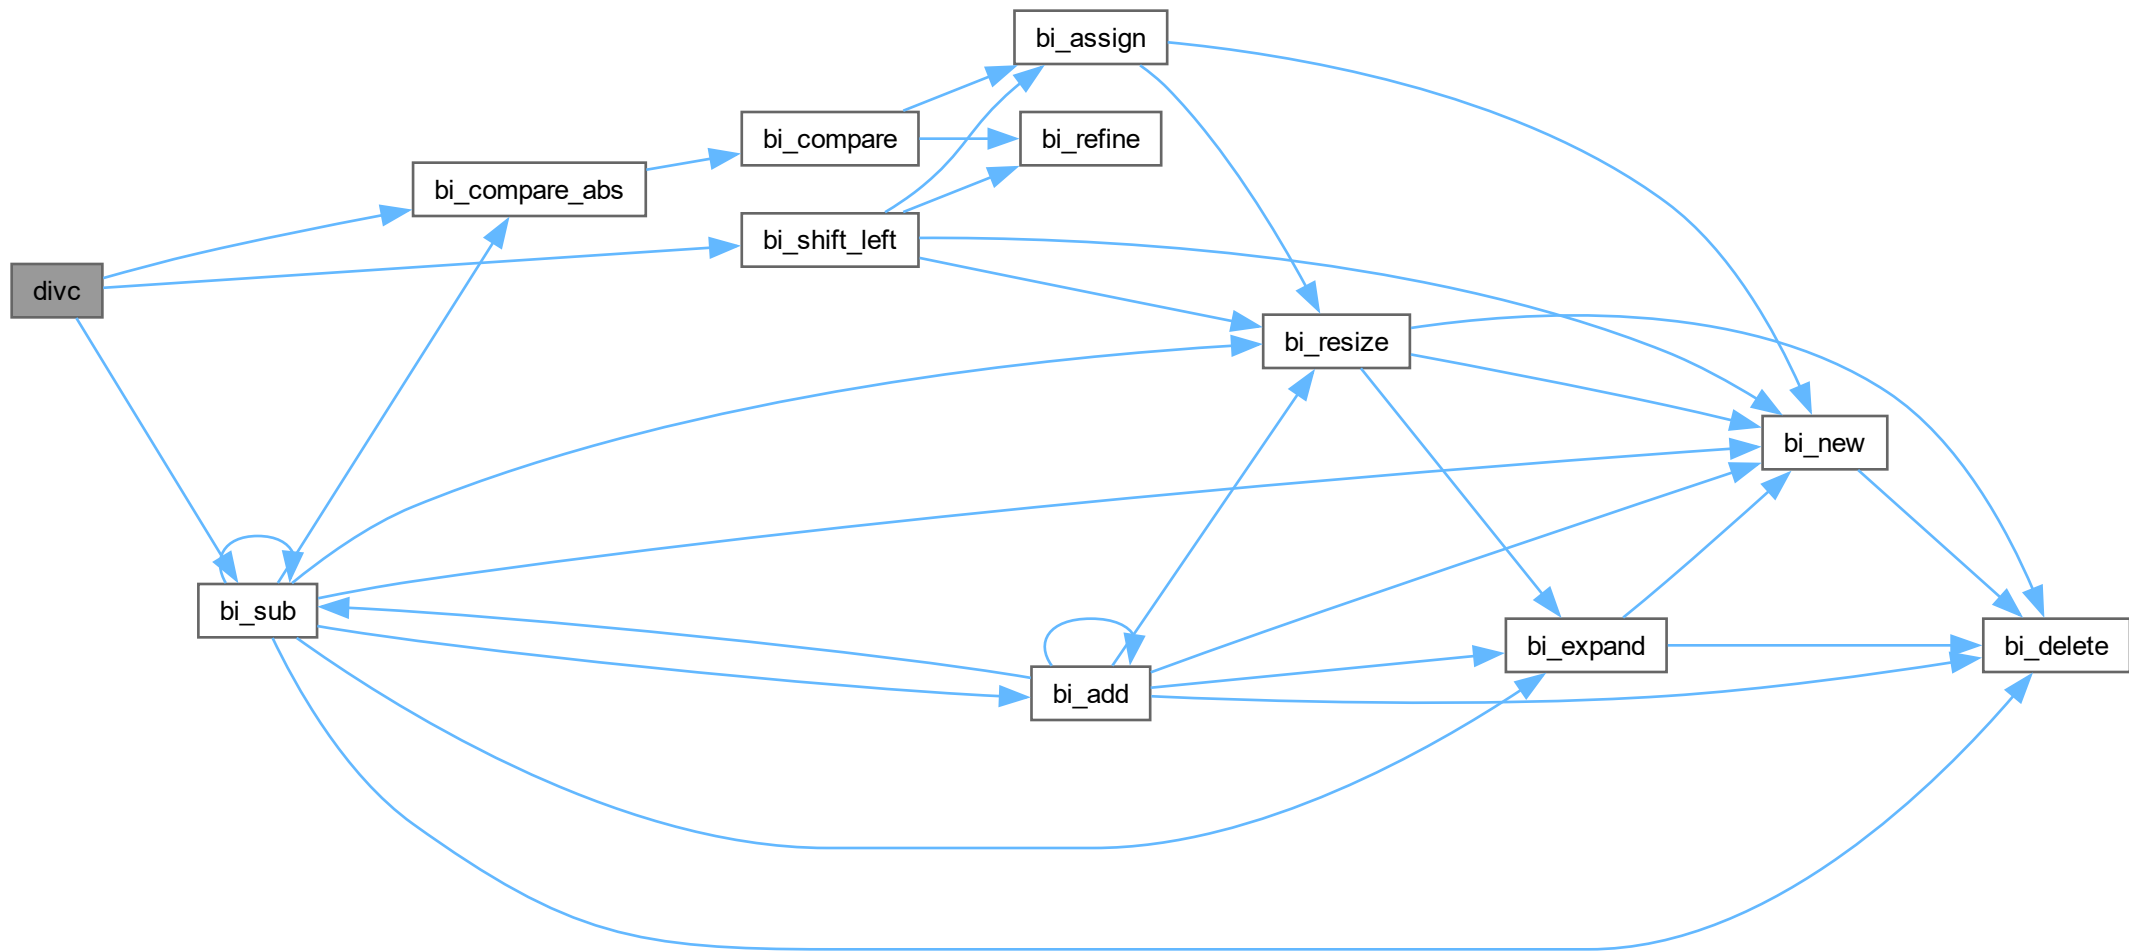 bi_assign
bi_compare
bi_refine
bi_compare_abs
bi_shift_left
divc
bi_resize
bi_new
bi_sub
bi_expand
bi_delete
bi_add